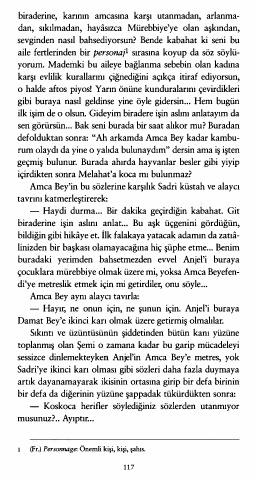 biraderine, karının amcasına karşı utanmadan, arlanma-
dan, sıkılmadan, hayâsızca Mürebbiye'ye olan aşkından,
sevginden nasıl bahsediyorsun? Bende kabahat ki seni bu
aile fertlerinden bir personaj¹ sırasına koyup da söz söylü-
yorum. Mademki bu aileye bağlanma sebebin olan kadına
karşı evlilik kurallarını çiğnediğini açıkça itiraf ediyorsun,
o halde aftos piyos! Yarın önüne kunduralarını çevirdikleri
gibi buraya nasıl geldinse yine öyle gidersin... Hem bugün
ilk işim de o olsun. Gideyim biradere işin aslını anlatayım da
sen görürsün... Bak seni burada bir saat alıkor mu? Buradan
defolduktan sonra: "Ah arkamda Amca Bey kadar kambu-
rum olaydı da yine o yalıda bulunaydım" dersin ama iş işten
geçmiş bulunur. Burada ahırda hayvanlar besler gibi yiyip
içirdikten sonra Melahat'a koca mı bulunmaz?
Amca Bey'in bu sözlerine karşılık Sadri küstah ve alaycı
tavrını katmerleştirerek:
— Haydi durma... Bir dakika geçirdiğin kabahat. Git
biraderine işin aslını anlat... Bu aşk üçgenini gördüğün,
bildiğin gibi hikâye et. İlk falakaya yatacak adamın da zatıâ-
linizden bir başkası olamayacağına hiç şüphe etme... Benim
buradaki yerimden bahsetmezden evvel Anjel'i buraya
çocuklara mürebbiye olmak üzere mi, yoksa Amca Beyefen-
di'ye metreslik etmek için mi getirdiler, onu söyle...
Amca Bey aynı alaycı tavırla:
— Hayır, ne onun için, ne şunun için. Anjel'i buraya
Damat Bey'e ikinci karı olmak üzere getirmiş olmalılar.
Sıkıntı ve üzüntüsünün şiddetinden bütün kanı yüzüne
toplanmış olan Şemi o zamana kadar bu garip mücadeleyi
sessizce dinlemekteyken Anjel'in Amca Bey'e metres, yok
Sadri'ye ikinci karı olması gibi sözleri daha fazla duymaya
artık dayanamayarak ikisinin ortasına girip bir defa birinin
bir defa da diğerinin yüzüne şappadak tükürdükten sonra:
— Koskoca herifler söylediğiniz sözlerden utanmıyor
musunuz?.. Ayıptır...
1 (Fr.) Personnage: Önemli kişi, kişi, şahıs.
117